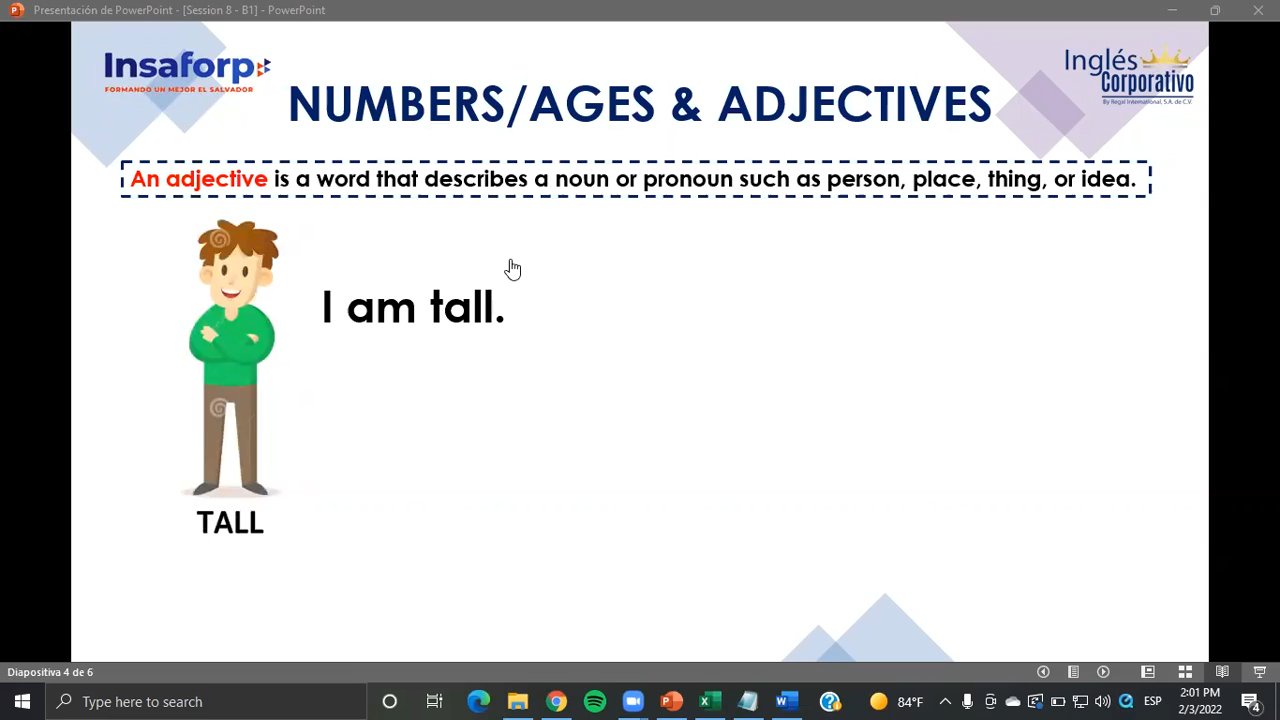 Presentación de PowerPoint - [Session 8 - B1] - PowerPoint
Insaforp
FORMANDO UN MEJOR EL SALVADOR
Inglés
Corporativo
By Regal International, S.A. de C.V.
NUMBERS/AGES & ADJECTIVES
An adjective is a word that describes a noun or pronoun such as person, place, thing, or idea.
I am tall.
TALL
Diapositiva 4 de 6
Type here to search
84°F
ESP
2:01 PM
2/3/2022
4